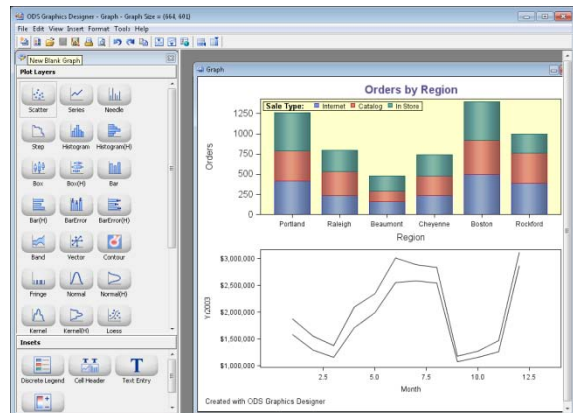 ODS Graphics Designer - Graph - Graph Size = (664, 601)
File Edit View Insert Format Tools Help
New Blank Graph
Plot Layers
Scatter Series Needle
Step Histogram Histogram(H)
Box Box(H) Bar
Bar(H) BarError BarError(H)
Band Vector Contour
Fringe Normal Normal(H)
Kernel Kernel(H) Loess
Insets
Discrete Legend Cell Header Text Entry
Graph
Orders by Region
Sale Type: Internet Catalog In Store
Orders
1250
1000
750
500
250
0
Portland Raleigh Beaumont Cheyenne Boston Rockford
Region
$3,000,000
$2,500,000
$2,000,000
$1,500,000
$1,000,000
2.5 5.0 7.5 10.0 12.5
Month
Created with ODS Graphics Designer